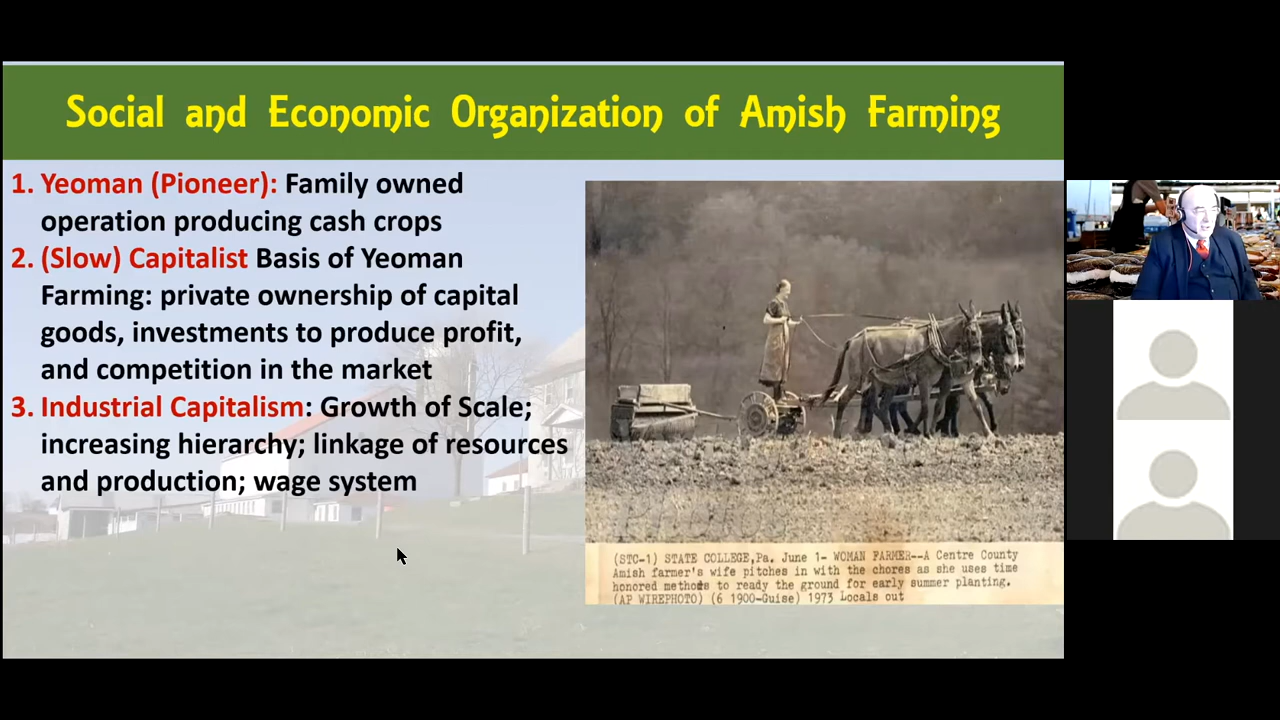 Social and Economic Organization of Amish Farming
1. Yeoman (Pioneer): Family owned
operation producing cash crops
2. (Slow) Capitalist Basis of Yeoman
Farming: private ownership of capital
goods, investments to produce profit,
and competition in the market
3. Industrial Capitalism: Growth of Scale;
increasing hierarchy; linkage of resources
and production; wage system
(STC-1) STATE COLLEGE,Pa. June 1- WOMAN FARMER--A Centre County
Amish farmer's wife pitches in with the chores as she uses time
honored methods to ready the ground for early summer planting.
(AP WIREPHOTO) (6 1900-Guise) 1973 Locals out